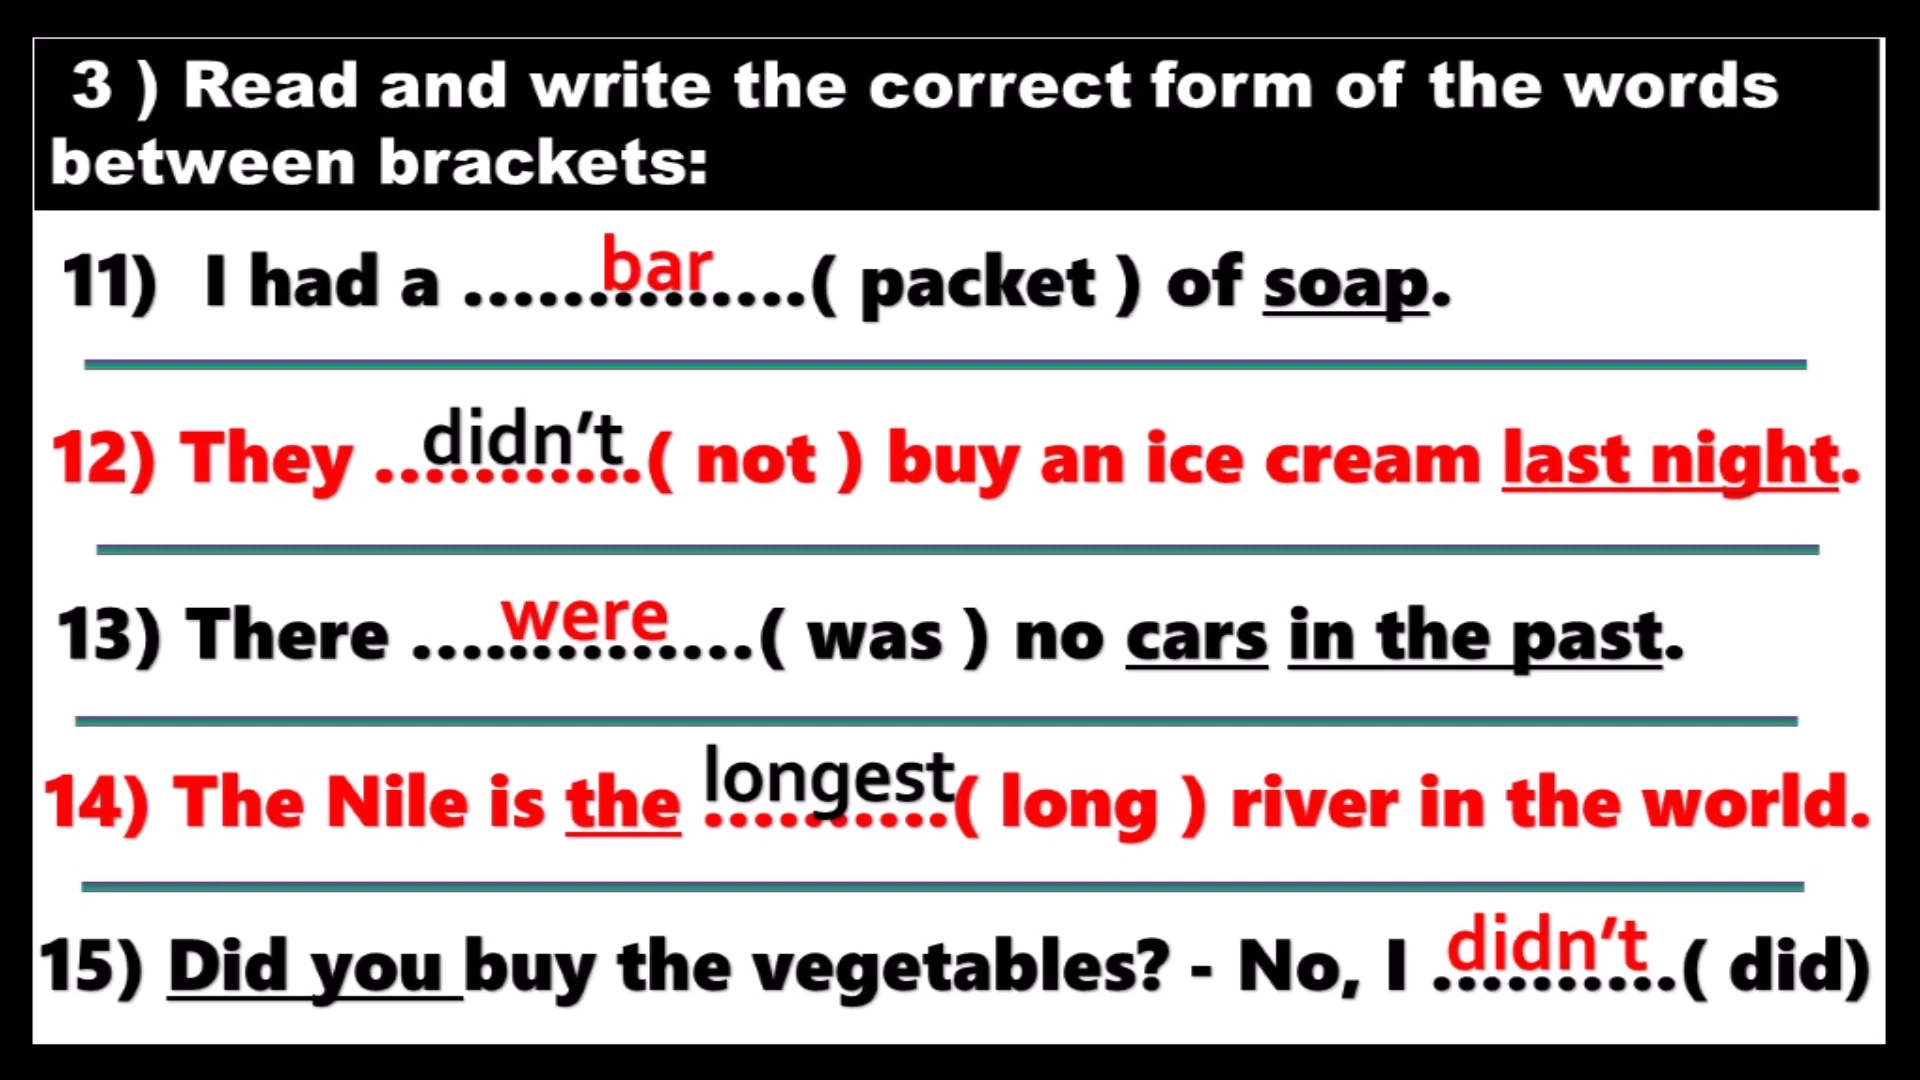 3 ) Read and write the correct form of the words
between brackets:
11) I had a ..............( packet ) of soap.
bar
12) They ...........( not ) buy an ice cream last night.
didn’t
13) There ..............( was ) no cars in the past.
were
14) The Nile is the ..........( long ) river in the world.
longest
15) Did you buy the vegetables? - No, I ..........( did)
didn’t